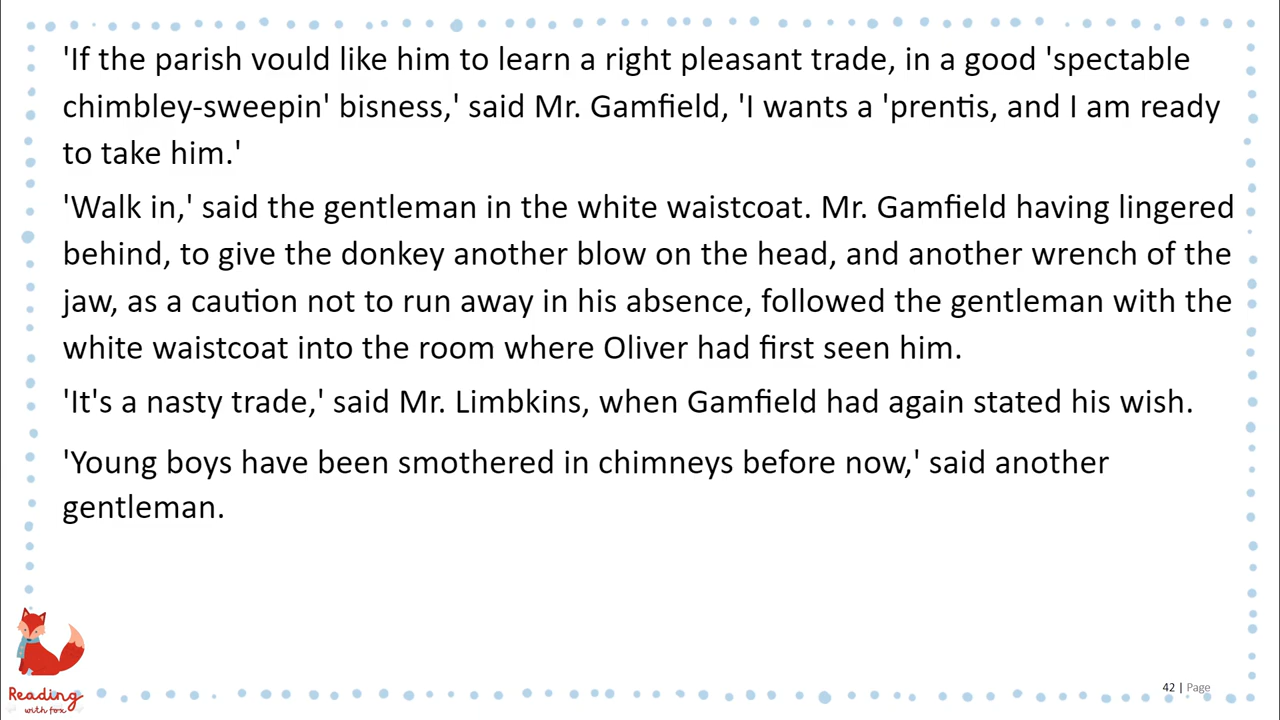 'If the parish vould like him to learn a right pleasant trade, in a good 'spectable
chimbley-sweepin' bisness,' said Mr. Gamfield, 'I wants a 'prentis, and I am ready
to take him.'
'Walk in,' said the gentleman in the white waistcoat. Mr. Gamfield having lingered
behind, to give the donkey another blow on the head, and another wrench of the
jaw, as a caution not to run away in his absence, followed the gentleman with the
white waistcoat into the room where Oliver had first seen him.
'It's a nasty trade,' said Mr. Limbkins, when Gamfield had again stated his wish.
'Young boys have been smothered in chimneys before now,' said another
gentleman.
Reading
with fox
42 | Page